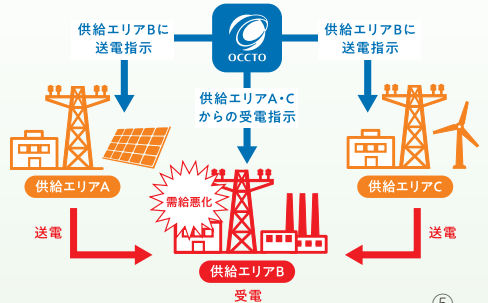 供給エリアBに
送電指示
OCCTO
供給エリアBに
送電指示
供給エリアA・C
からの受電指示
供給エリアA
需給悪化
供給エリアC
送電
送電
供給エリアB
受電